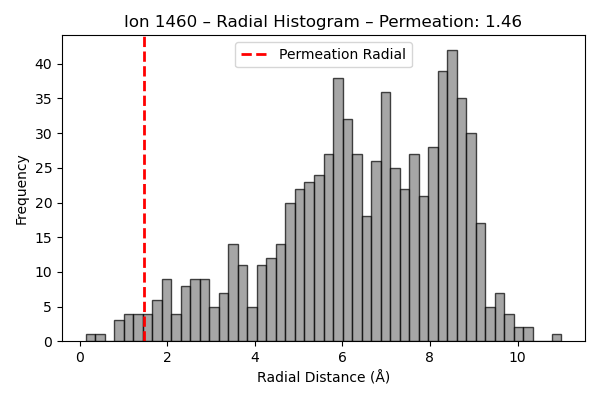 Ion 1460 – Radial Histogram – Permeation: 1.46
Permeation Radial
Frequency
40
35
30
25
20
15
10
5
0
0 2 4 6 8 10
Radial Distance (Å)